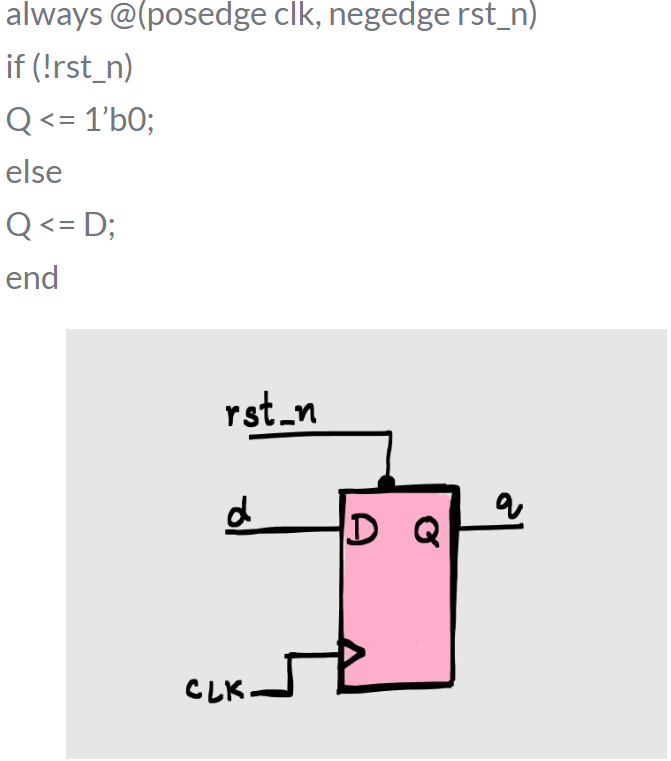 always @(posedge clk, negedge rst_n)
if (!rst_n)
Q <= 1’b0;
else
Q <= D;
end
rst_n
d
q
D Q
CLK